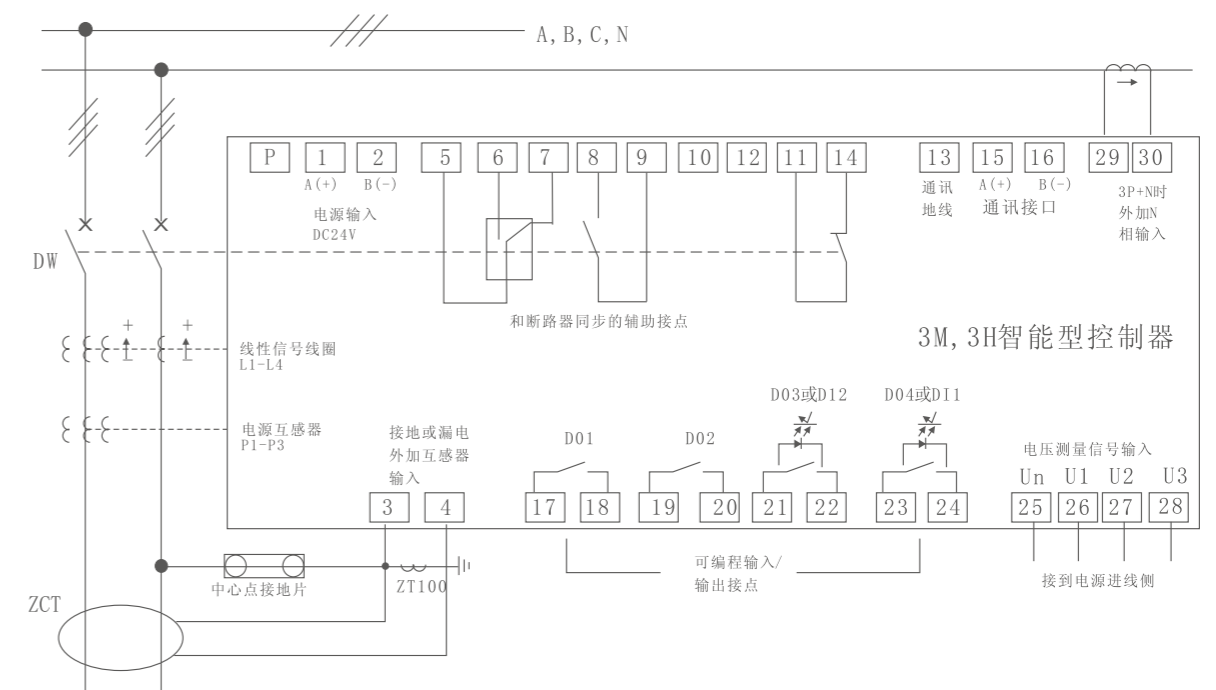 A, B, C, N
P 1 2 5 6 7 8 9 10 12 11 14 13 15 16 29 30
A(+) B(-)
电源输入
DC24V
通讯
地线
A(+) B(-)
通讯接口
3P+N时
外加N
相输入
DW
和断路器同步的辅助接点
3M, 3H智能型控制器
+ +
线性信号线圈
L1-L4
电源互感器
P1-P3
接地或漏电
外加互感器
输入
DO1
DO2
DO3或D12
DO4或DI1
电压测量信号输入
Un U1 U2 U3
3 4 17 18 19 20 21 22 23 24 25 26 27 28
中心点接地片
ZT100
可编程输入/
输出接点
接到电源进线侧
ZCT